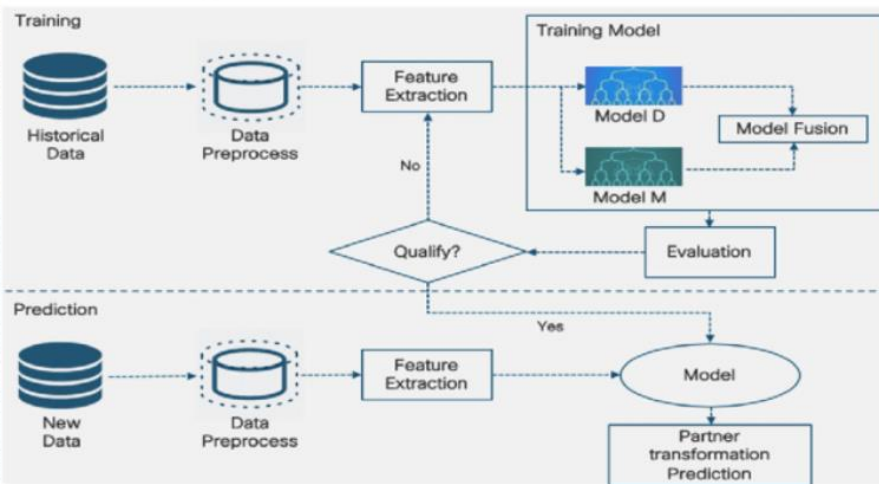 Training
Training Model
Historical
Data
Data
Preprocess
Feature
Extraction
Model D
Model M
Model Fusion
No
Qualify?
Evaluation
Prediction
Yes
New
Data
Data
Preprocess
Feature
Extraction
Model
Partner
transformation
Prediction